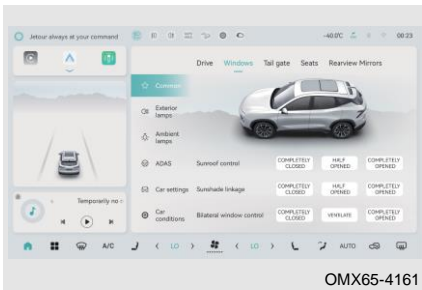 Jetour always at your command
-40.0℃
00:23
Drive Windows Tail gate Seats Rearview Mirrors
Common
Exterior lamps
Ambient lamps
ADAS
Sunroof control
COMPLETELY CLOSED
HALF OPENED
COMPLETELY OPENED
Car settings
Sunshade linkage
COMPLETELY CLOSED
HALF OPENED
COMPLETELY OPENED
Car conditions
Bilateral window control
COMPLETELY CLOSED
VENTILATE
COMPLETELY OPENED
Temporarily no
A/C
LO
LO
AUTO
OMX65-4161